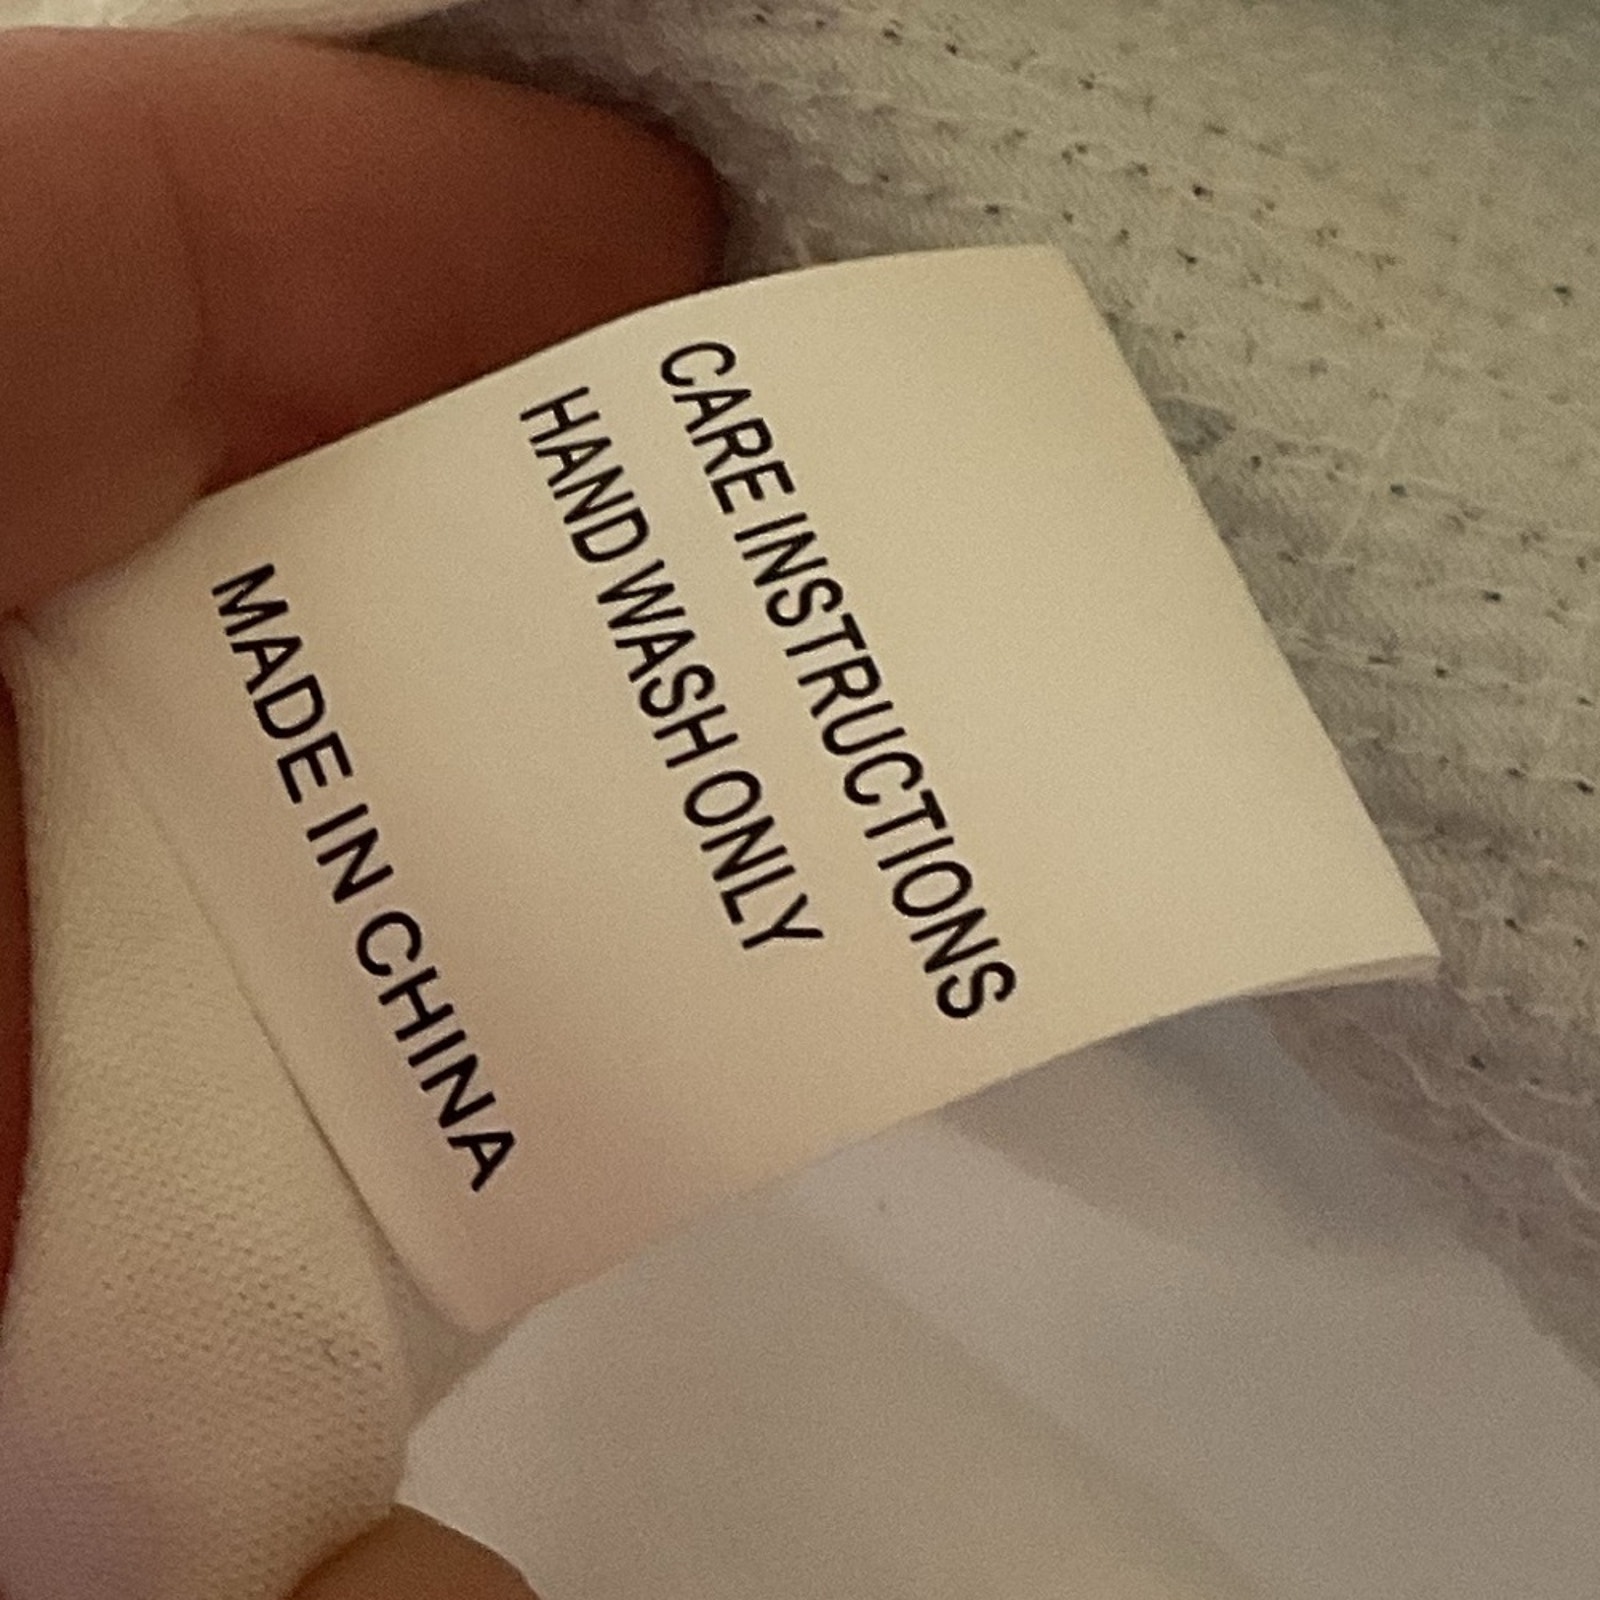 CARE INSTRUCTIONS
HAND WASH ONLY
MADE IN CHINA